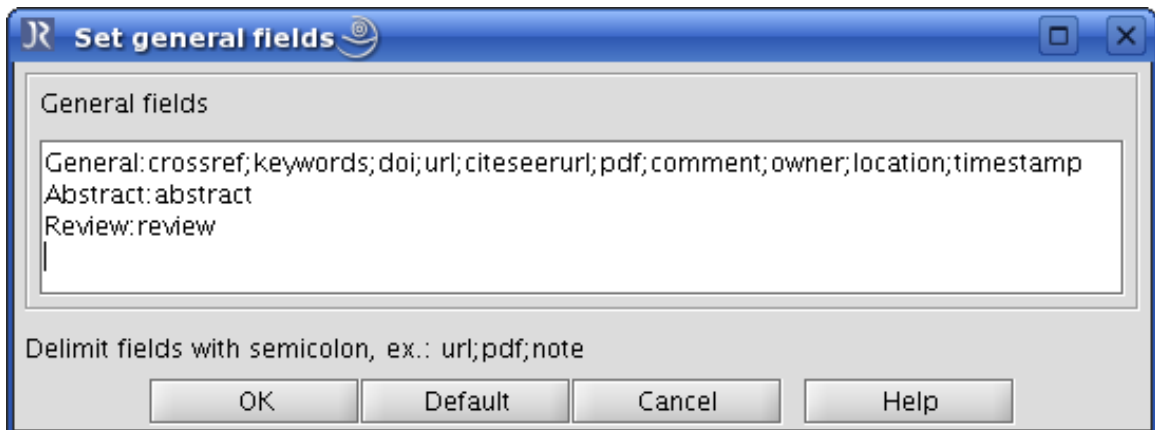 JR Set general fields
General fields
General:crossref;keywords;doi;url;citeseerurl;pdf;comment;owner;location;timestamp
Abstract:abstract
Review:review
Delimit fields with semicolon, ex.: url;pdf;note
OK Default Cancel Help